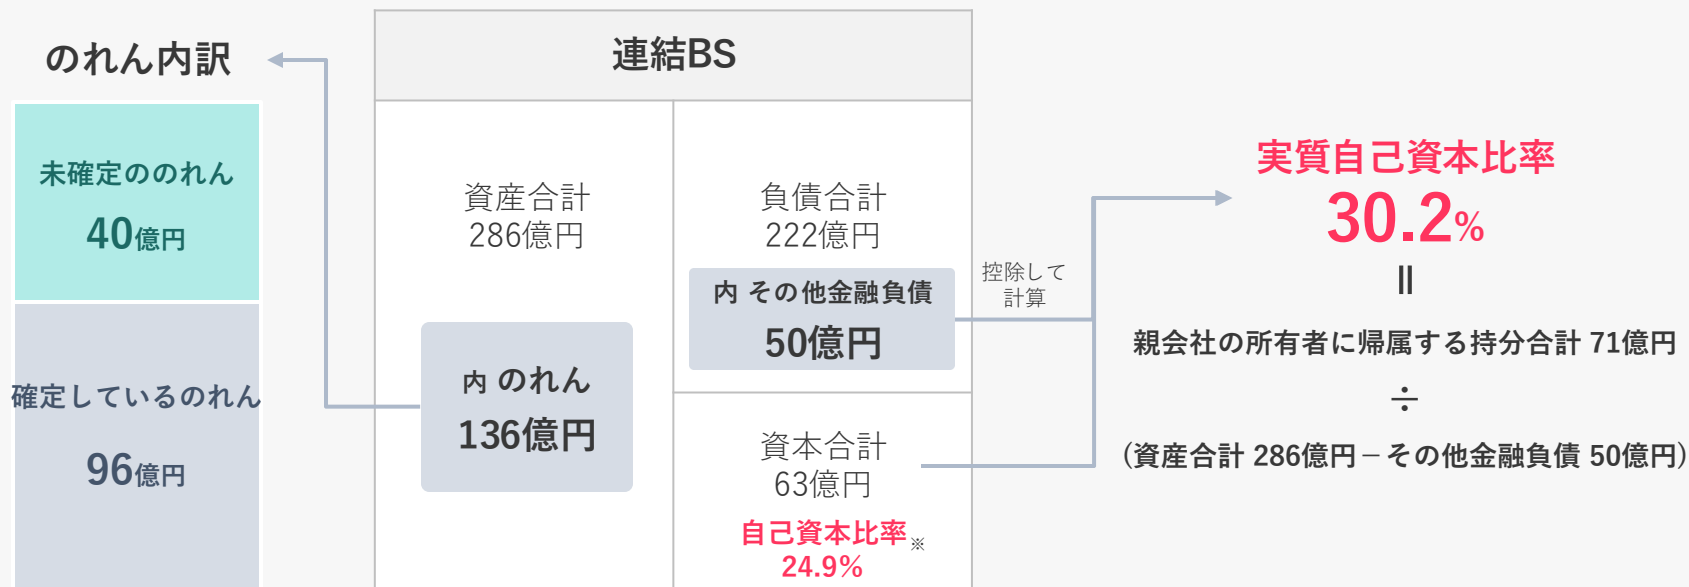 のれん内訳
未確定ののれん
40億円
確定しているのれん
96億円
連結BS
資産合計
286億円
内 のれん
136億円
負債合計
222億円
内 その他金融負債
50億円
資本合計
63億円
自己資本比率※
24.9%
控除して
計算
実質自己資本比率
30.2%
=
親会社の所有者に帰属する持分合計 71億円
÷
(資産合計 286億円－その他金融負債 50億円)